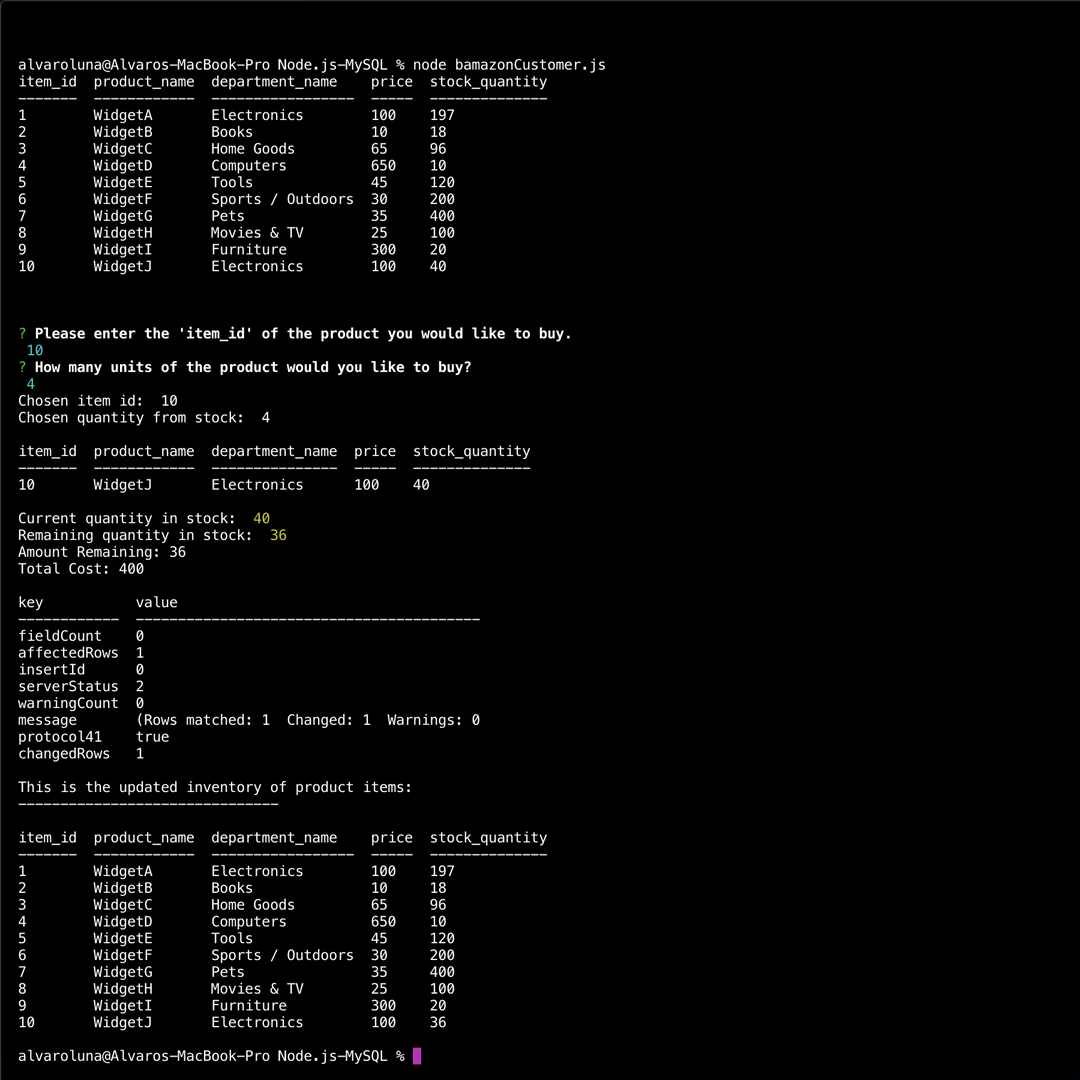 alvaroluna@Alvaros-MacBook-Pro Node.js-MySQL % node bamazonCustomer.js
item_id  product_name  department_name    price  stock_quantity
-------  ------------  -----------------  -----  --------------
1        WidgetA       Electronics        100    197
2        WidgetB       Books              10     18
3        WidgetC       Home Goods         65     96
4        WidgetD       Computers          650    10
5        WidgetE       Tools              45     120
6        WidgetF       Sports / Outdoors  30     200
7        WidgetG       Pets               35     400
8        WidgetH       Movies & TV        25     100
9        WidgetI       Furniture          300    20
10       WidgetJ       Electronics        100    40
? Please enter the 'item_id' of the product you would like to buy.
 10
? How many units of the product would you like to buy?
 4
Chosen item id:  10
Chosen quantity from stock:  4
item_id  product_name  department_name  price  stock_quantity
-------  ------------  ---------------  -----  --------------
10       WidgetJ       Electronics      100    40
Current quantity in stock:  40
Remaining quantity in stock:  36
Amount Remaining: 36
Total Cost: 400
key           value
------------  -----------------------------------------
fieldCount    0
affectedRows  1
insertId      0
serverStatus  2
warningCount  0
message       (Rows matched: 1  Changed: 1  Warnings: 0
protocol41    true
changedRows   1
This is the updated inventory of product items:
-------------------------------
item_id  product_name  department_name    price  stock_quantity
-------  ------------  -----------------  -----  --------------
1        WidgetA       Electronics        100    197
2        WidgetB       Books              10     18
3        WidgetC       Home Goods         65     96
4        WidgetD       Computers          650    10
5        WidgetE       Tools              45     120
6        WidgetF       Sports / Outdoors  30     200
7        WidgetG       Pets               35     400
8        WidgetH       Movies & TV        25     100
9        WidgetI       Furniture          300    20
10       WidgetJ       Electronics        100    36
alvaroluna@Alvaros-MacBook-Pro Node.js-MySQL %